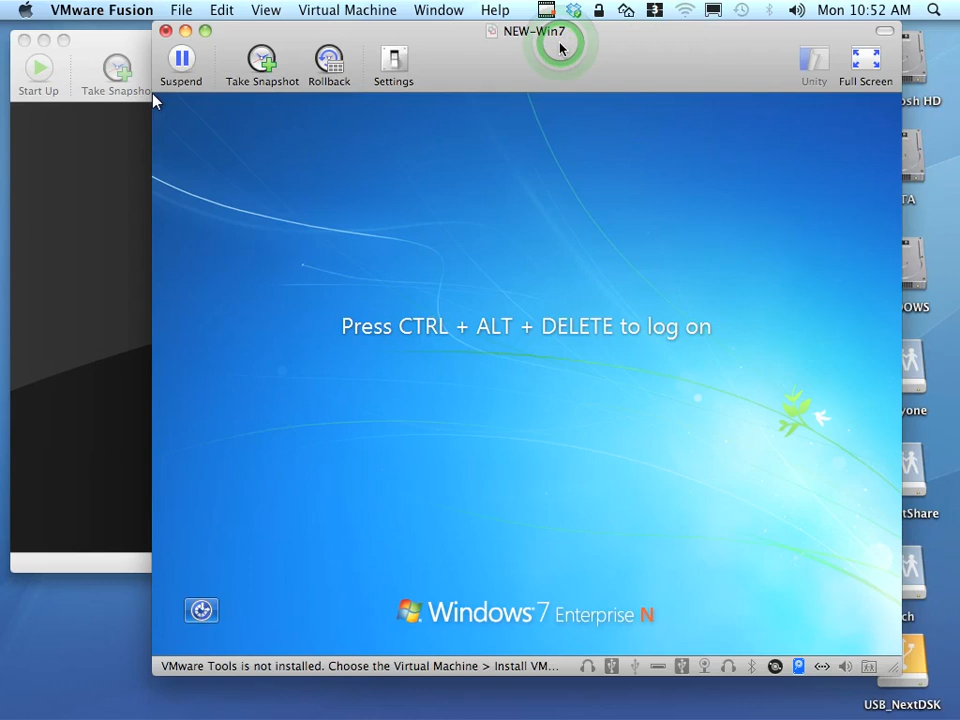 VMware Fusion File Edit View Virtual Machine Window Help 3 Mon 10:52 AM
NEW-Win7
Start Up Take Snapsho
Suspend Take Snapshot Rollback Settings Unity Full Screen
osh HD
TA
OWS
Press CTRL + ALT + DELETE to log on
yone
tShare
Windows 7 Enterprise N
ch
VMware Tools is not installed. Choose the Virtual Machine > Install VM...
USB_NextDSK